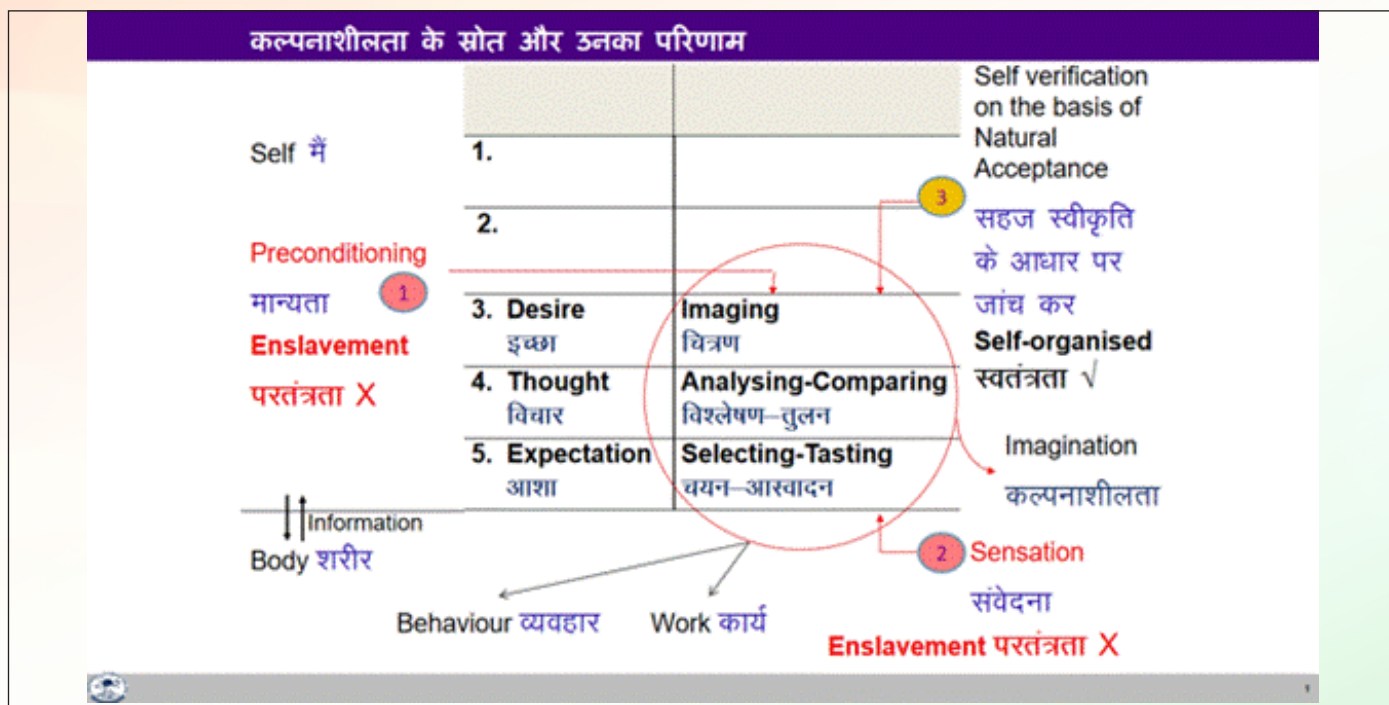 कल्पनाशीलता के स्रोत और उनका परिणाम
Self मैं
Preconditioning
मान्यता
1
Enslavement
परतंत्रता X
Information
Body शरीर
1.
2.
3. Desire
इच्छा
4. Thought
विचार
5. Expectation
आशा
Imaging
चित्रण
Analysing-Comparing
विश्लेषण–तुलन
Selecting-Tasting
चयन–आस्वादन
Self verification
on the basis of
Natural
Acceptance
3
सहज स्वीकृति
के आधार पर
जांच कर
Self-organised
स्वतंत्रता √
Imagination
कल्पनाशीलता
2
Sensation
संवेदना
Enslavement परतंत्रता X
Behaviour व्यवहार
Work कार्य